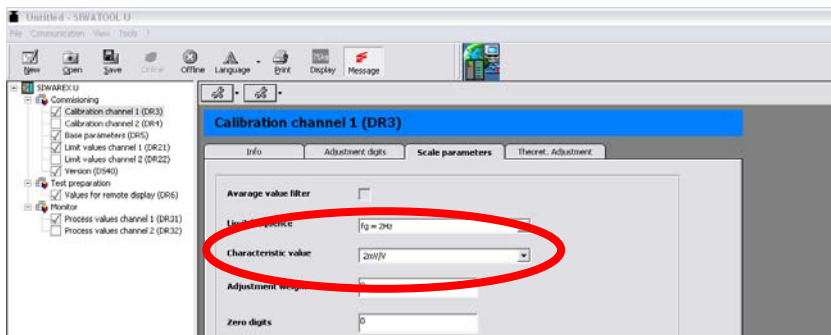 Untitled - SIWATOOL U
File Communication View Tools ?
New Open Save Online Offline Language Print Display Message
SIWAREX U
Commisioning
Calibration channel 1 (DR3)
Calibration channel 2 (DR4)
Base parameters (DR5)
Limit values channel 1 (DR21)
Limit values channel 2 (DR22)
Version (DS40)
Test preparation
Values for remote display (DR6)
Monitor
Process values channel 1 (DR31)
Process values channel 2 (DR32)
Calibration channel 1 (DR3)
Info Adjustment digits Scale parameters Theoret. Adjustment
Avarage value filter
fg = 2Hz
Characteristic value 2mV/V
Adjustment
Zero digits 0